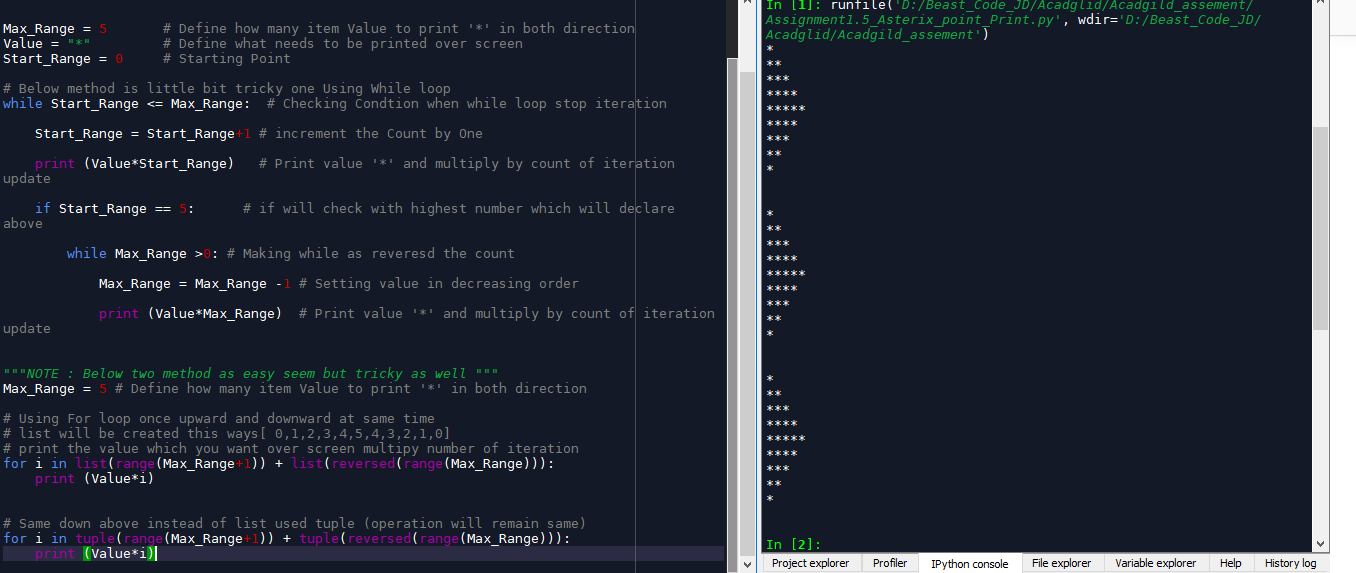 Max_Range = 5       # Define how many item Value to print '*' in both direction
Value = "*"         # Define what needs to be printed over screen
Start_Range = 0     # Starting Point
# Below method is little bit tricky one Using While loop
while Start_Range <= Max_Range:  # Checking Condtion when while loop stop iteration
Start_Range = Start_Range+1 # increment the Count by One
print (Value*Start_Range)   # Print value '*' and multiply by count of iteration
update
if Start_Range == 5:      # if will check with highest number which will declare
above
while Max_Range >0: # Making while as reveresd the count
Max_Range = Max_Range -1 # Setting value in decreasing order
print (Value*Max_Range)  # Print value '*' and multiply by count of iteration
update
"""NOTE : Below two method as easy seem but tricky as well """
Max_Range = 5 # Define how many item Value to print '*' in both direction
# Using For loop once upward and downward at same time
# list will be created this ways[ 0,1,2,3,4,5,4,3,2,1,0]
# print the value which you want over screen multipy number of iteration
for i in list(range(Max_Range+1)) + list(reversed(range(Max_Range))):
print (Value*i)
# Same down above instead of list used tuple (operation will remain same)
for i in tuple(range(Max_Range+1)) + tuple(reversed(range(Max_Range))):
print (Value*i)
In [1]: runfile('D:/Beast_Code_JD/Acadglid/Acadgild_assement/
Assignment1.5_Asterix_point_Print.py', wdir='D:/Beast_Code_JD/
Acadglid/Acadgild_assement')
*
**
***
****
*****
****
***
**
*
*
**
***
****
*****
****
***
**
*
*
**
***
****
*****
****
***
**
*
In [2]:
Project explorer
Profiler
IPython console
File explorer
Variable explorer
Help
History log